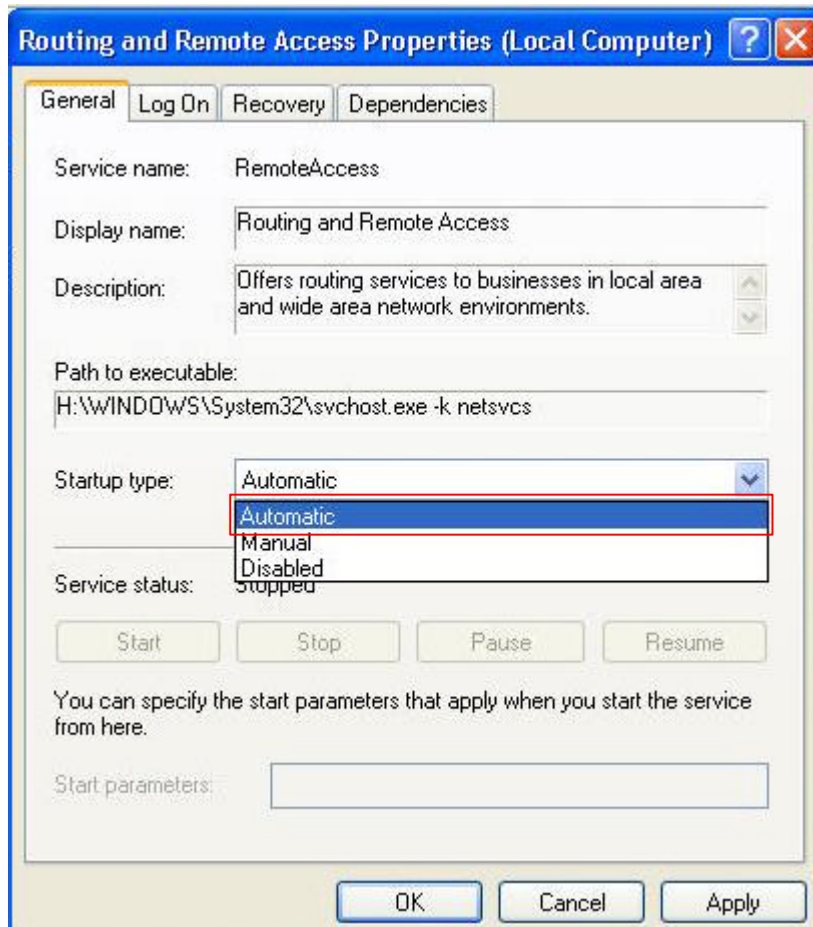 Routing and Remote Access Properties (Local Computer)
General Log On Recovery Dependencies
Service name: RemoteAccess
Display name: Routing and Remote Access
Description: Offers routing services to businesses in local area
and wide area network environments.
Path to executable:
H:\WINDOWS\System32\svchost.exe -k netsvcs
Startup type: Automatic
Automatic
Manual
Disabled
Service status: Stopped
Start Stop Pause Resume
You can specify the start parameters that apply when you start the service
from here.
Start parameters:
OK Cancel Apply